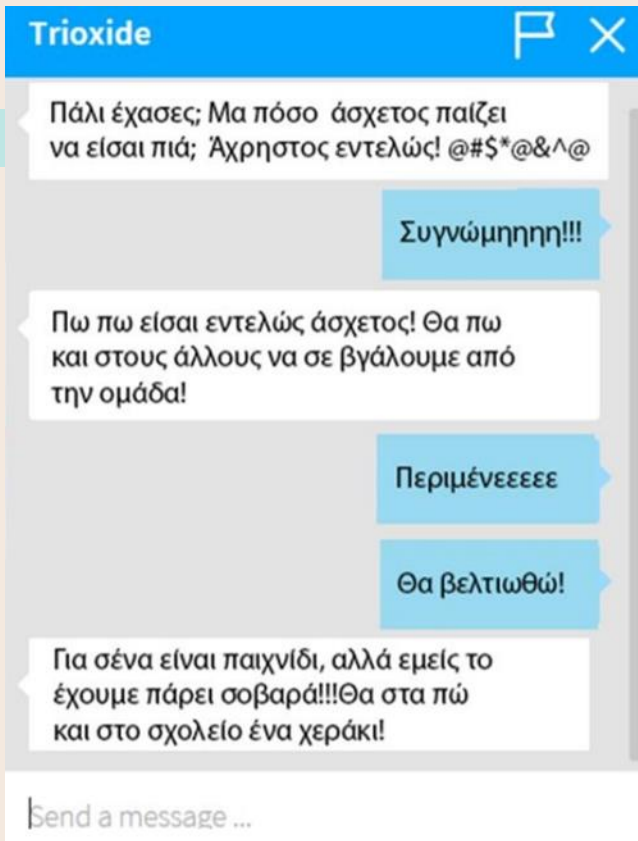 Trioxide
Πάλι έχασες; Μα πόσο άσχετος παίζει
να είσαι πιά; Άχρηστος εντελώς! @#$*@&^@
Συγνώμηηηη!!!
Πω πω είσαι εντελώς άσχετος! Θα πω
και στους άλλους να σε βγάλουμε από
την ομάδα!
Περιμένεεεεε
Θα βελτιωθώ!
Για σένα είναι παιχνίδι, αλλά εμείς το
έχουμε πάρει σοβαρά!!!Θα στα πώ
και στο σχολείο ένα χεράκι!
Send a message ...